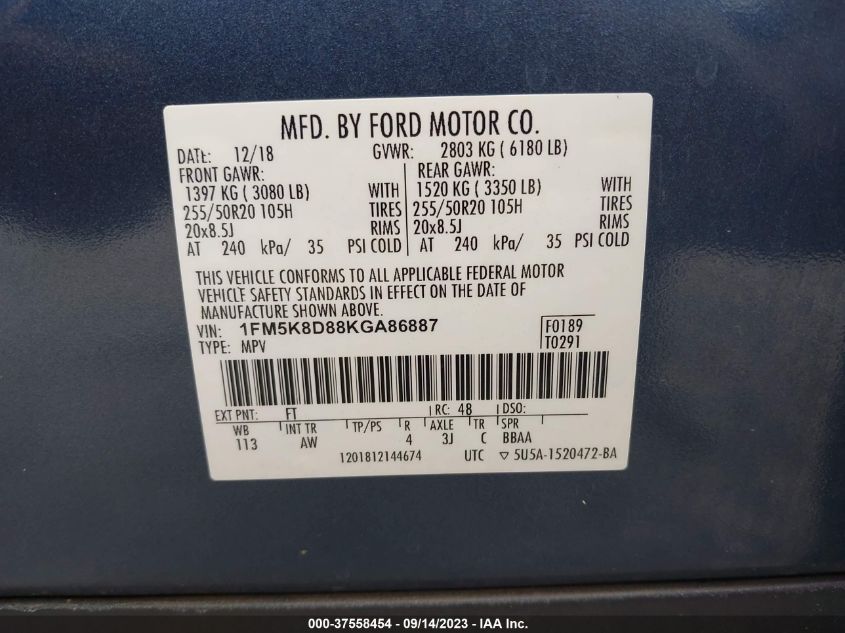 MFD. BY FORD MOTOR CO.
DATE: 12/18 GVWR: 2803 KG ( 6180 LB)
FRONT GAWR: REAR GAWR:
1397 KG ( 3080 LB) WITH 1520 KG ( 3350 LB) WITH
255/50R20 105H TIRES 255/50R20 105H TIRES
20x8.5J RIMS 20x8.5J RIMS
AT 240 kPa/ 35 PSI COLD AT 240 kPa/ 35 PSI COLD
THIS VEHICLE CONFORMS TO ALL APPLICABLE FEDERAL MOTOR
VEHICLE SAFETY STANDARDS IN EFFECT ON THE DATE OF
MANUFACTURE SHOWN ABOVE.
VIN: 1FM5K8D88KGA86887 F0189
TYPE: MPV T0291
EXT PNT: FT RC: 48 DSO:
WB INT TR TP/PS R AXLE TR SPR
113 AW 4 3J C BBAA
1201812144674 UTC ▽ 5U5A-1520472-BA
000-37558454 - 09/14/2023 - IAA Inc.